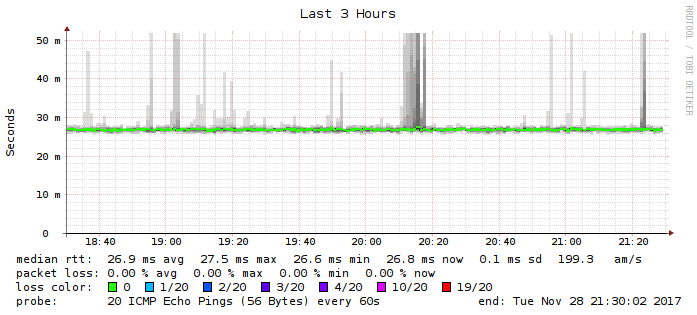 Last 3 Hours
RRDTOOL / TOBI OETIKER
Seconds
50 m
40 m
30 m
20 m
10 m
0
18:40 19:00 19:20 19:40 20:00 20:20 20:40 21:00 21:20
median rtt: 26.9 ms avg 27.5 ms max 26.6 ms min 26.8 ms now 0.1 ms sd 199.3 am/s
packet loss: 0.00 % avg 0.00 % max 0.00 % min 0.00 % now
loss color: 0 1/20 2/20 3/20 4/20 10/20 19/20
probe: 20 ICMP Echo Pings (56 Bytes) every 60s end: Tue Nov 28 21:30:02 2017